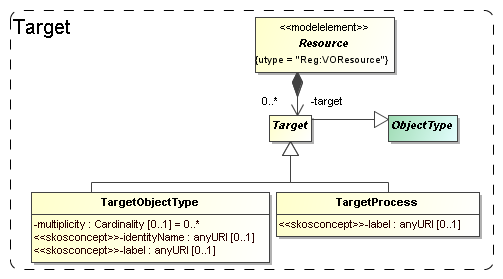 Target
<<modelelement>>
Resource
{utype = "Reg:VOResource"}
0..*
-target
Target
ObjectType
TargetObjectType
-multiplicity : Cardinality [0..1] = 0..*
<<skosconcept>>-identityName : anyURI [0..1]
<<skosconcept>>-label : anyURI [0..1]
TargetProcess
<<skosconcept>>-label : anyURI [0..1]